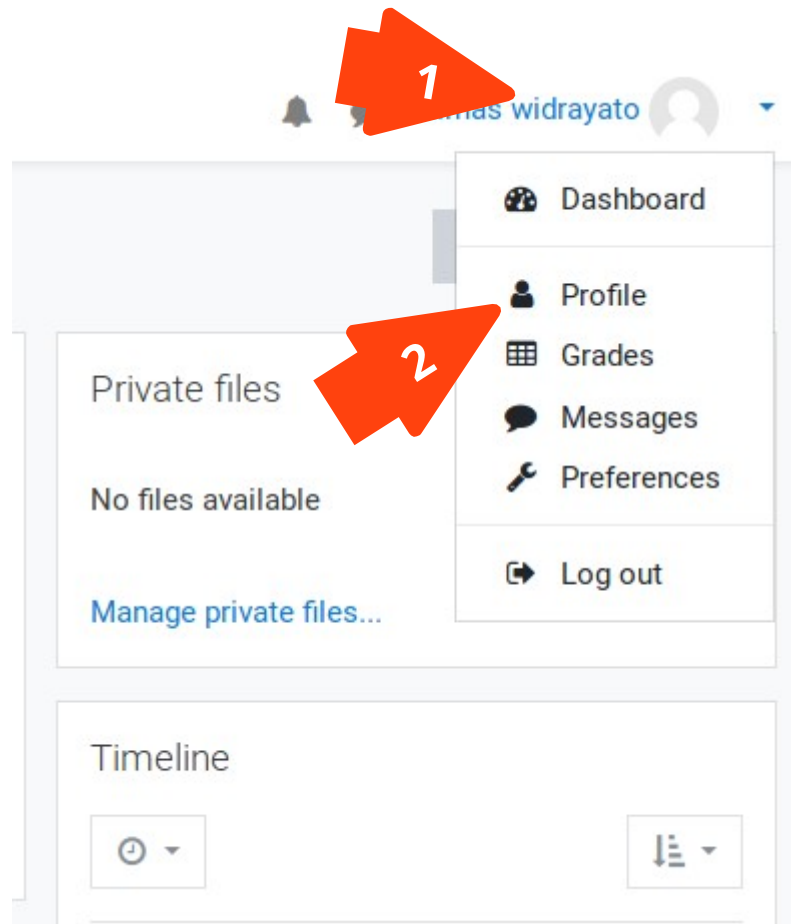 1
widrayato
Dashboard
Profile
2
Grades
Private files
Messages
No files available
Preferences
Log out
Manage private files...
Timeline